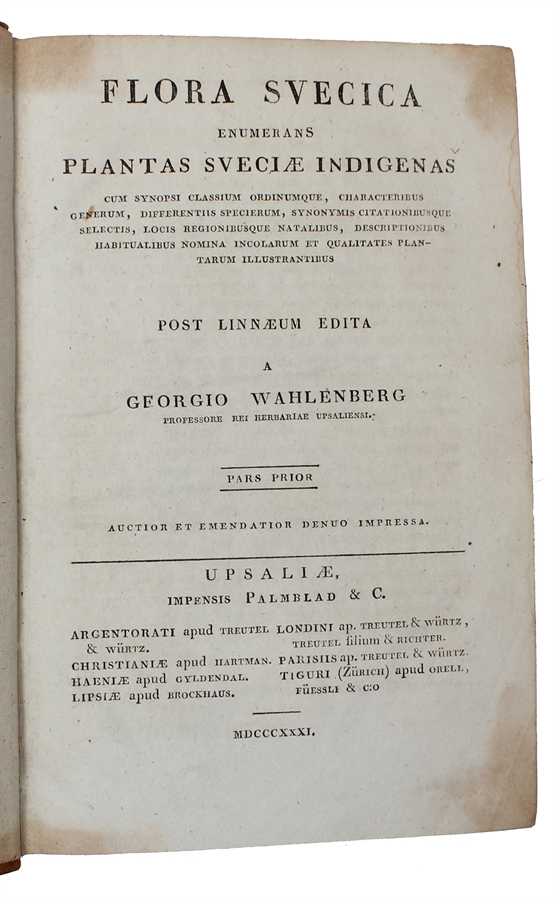 FLORA SVECICA
ENUMERANS
PLANTAS SVECIÆ INDIGENAS
CUM SYNOPSI CLASSIUM ORDINUMQUE, CHARACTERIBUS
GENERUM, DIFFERENTIIS SPECIERUM, SYNONYMIS CITATIONIBUSQUE
SELECTIS, LOCIS REGIONIBUSQUE NATALIBUS, DESCRIPTIONIBUS
HABITUALIBUS NOMINA INCOLARUM ET QUALITATES PLAN-
TARUM ILLUSTRANTIBUS
POST LINNÆUM EDITA
A
GEORGIO WAHLENBERG
PROFESSORE REI HERBARIAE UPSALIENSI.
PARS PRIOR
AUCTIOR ET EMENDATIOR DENUO IMPRESSA.
UPSALIÆ,
IMPENSIS PALMBLAD & C.
ARGENTORATI apud TREUTEL
& WÜRTZ.
CHRISTIANIÆ apud HARTMAN.
HAENIÆ apud GYLDENDAL.
LIPSIÆ apud BROCKHAUS.
LONDINI ap. TREUTEL & WÜRTZ,
TREUTEL filium & RICHTER.
PARISIIS ap. TREUTEL & WÜRTZ.
TIGURI (Zürich) apud ORELL,
FÜESSLI & C:O
MDCCCXXXI.